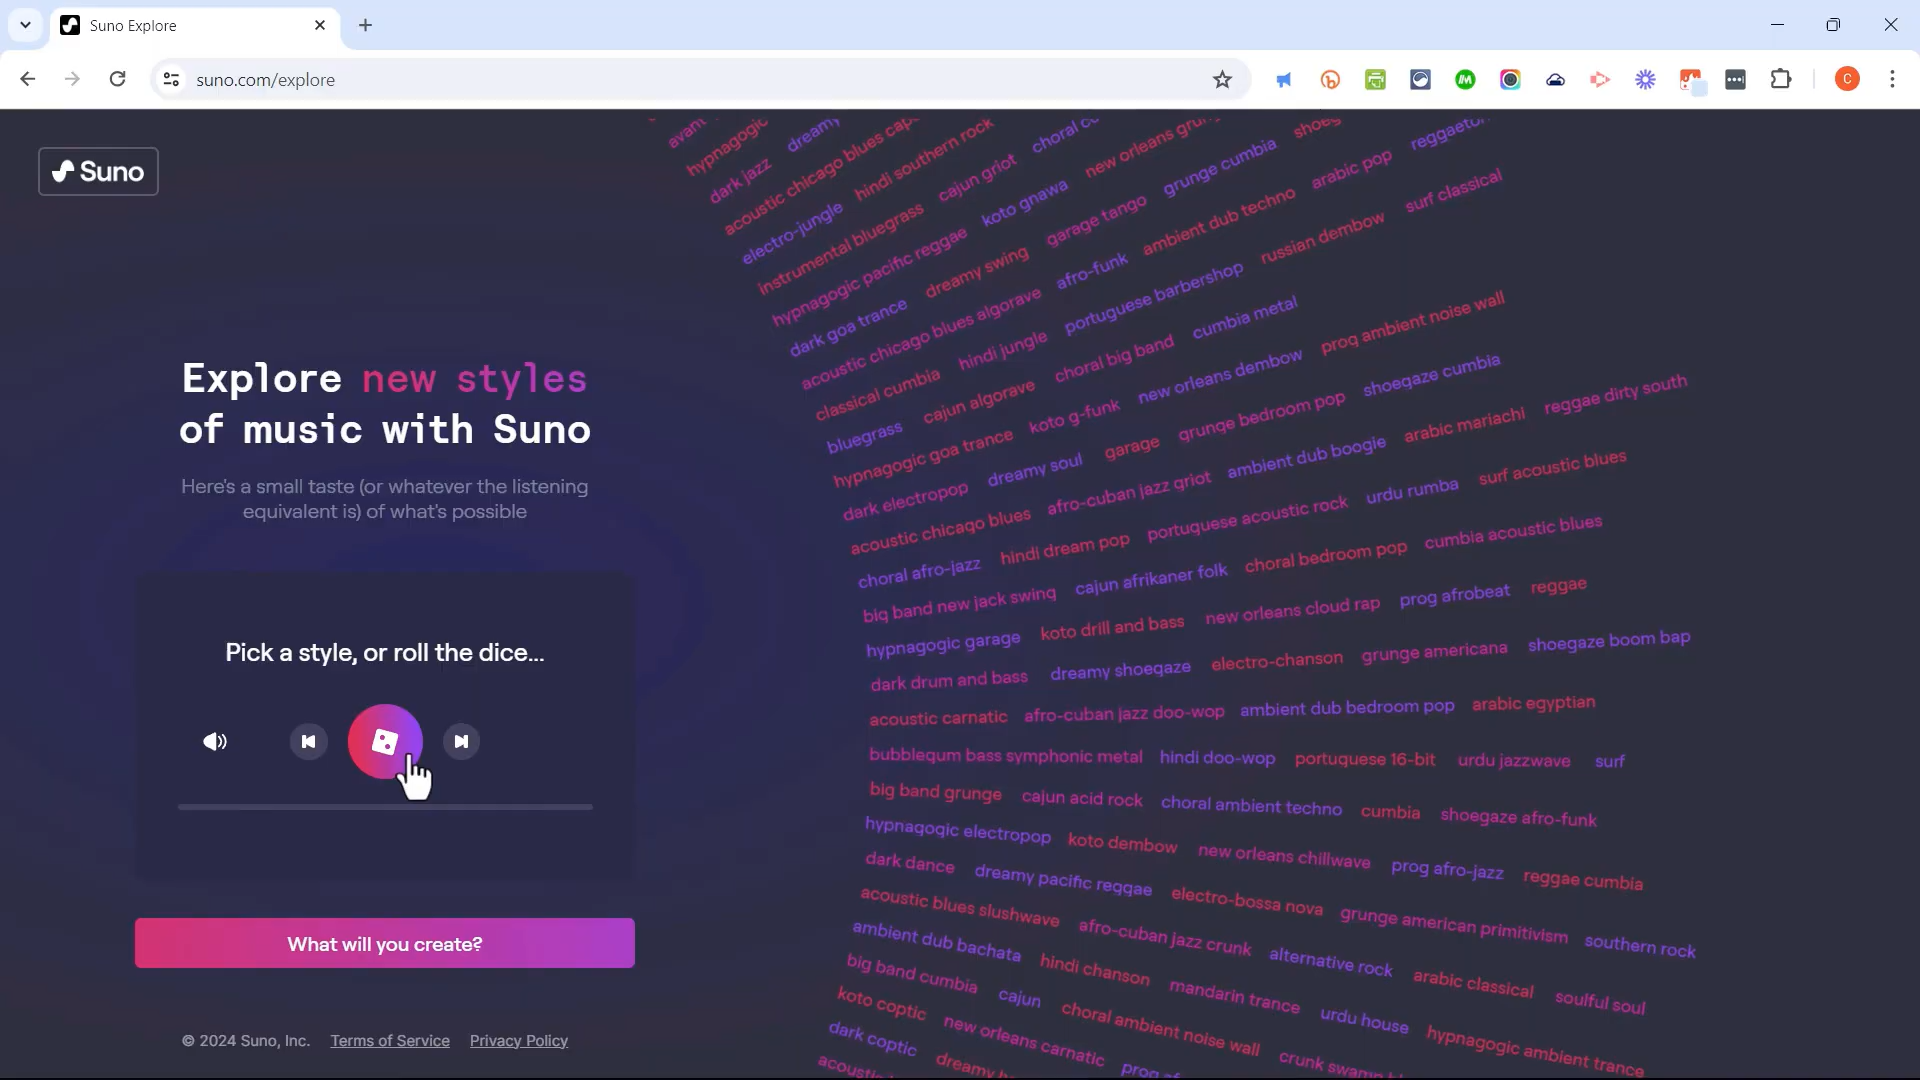 Suno Explore
suno.com/explore
C
Suno
Explore new styles
of music with Suno
Here's a small taste (or whatever the listening
equivalent is) of what's possible
Pick a style, or roll the dice...
What will you create?
© 2024 Suno, Inc. Terms of Service Privacy Policy
hypnagogic dreamy
dark jazz
acoustic chicago blues hindi southern rock
electro-jungle cajun griot
instrumental bluegrass koto gnawa new orleans
hypnagogic pacific reggae grunge cumbia
dark goa trance dreamy swing garage tango arabic pop
acoustic chicago blues algorave afro-funk ambient dub techno
classical cumbia hindi jungle portuguese barbershop russian dembow surf classical
bluegrass cajun algorave choral big band cumbia metal
hypnagogic goa trance koto g-funk new orleans dembow prog ambient noise wall
dark electropop dreamy soul garage grunge bedroom pop shoegaze cumbia
acoustic chicago blues afro-cuban jazz griot ambient dub boogie arabic mariachi reggae dirty south
choral afro-jazz hindi dream pop portuguese acoustic rock urdu rumba surf acoustic blues
big band new jack swing cajun afrikaner folk choral bedroom pop cumbia acoustic blues
hypnagogic garage koto drill and bass new orleans cloud rap prog afrobeat reggae
dark drum and bass dreamy shoegaze electro-chanson grunge americana shoegaze boom bap
acoustic carnatic afro-cuban jazz doo-wop ambient dub bedroom pop arabic egyptian
bubblegum bass symphonic metal hindi doo-wop portuguese 16-bit urdu jazzwave surf
big band grunge cajun acid rock choral ambient techno cumbia shoegaze afro-funk
hypnagogic electropop koto dembow new orleans chillwave prog afro-jazz reggae cumbia
dark dance dreamy pacific reggae electro-bossa nova grunge american primitivism southern rock
acoustic blues slushwave afro-cuban jazz crunk alternative rock arabic classical soulful soul
ambient dub bachata hindi chanson mandarin trance urdu house hypnagogic ambient trance
big band cumbia cajun choral ambient noise wall crunk swamp
koto coptic new orleans carnatic prog
dark coptic dreamy